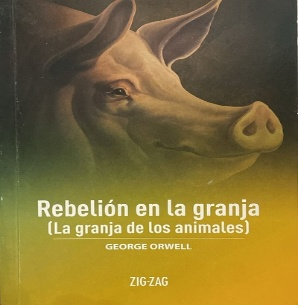 Rebelión en la granja
(La granja de los animales)
GEORGE ORWELL
ZIG-ZAG